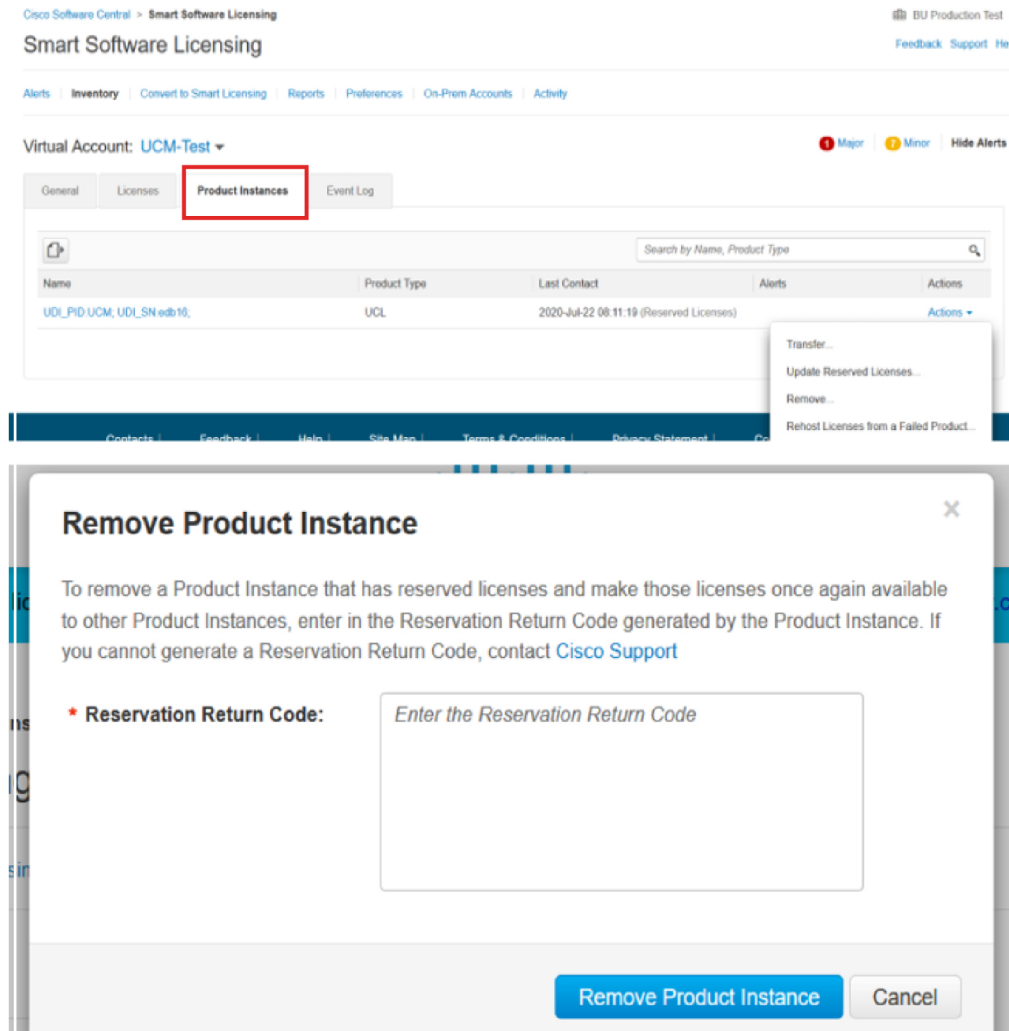 Cisco Software Central > Smart Software Licensing
BU Production Test
Smart Software Licensing
Feedback Support He
Alerts | Inventory | Convert to Smart Licensing | Reports | Preferences | On-Prem Accounts | Activity
Virtual Account: UCM-Test
1 Major | 7 Minor | Hide Alerts
General Licenses Product Instances Event Log
Search by Name, Product Type
Name Product Type Last Contact Alerts Actions
UDI_PID:UCM; UDI_SN:edb16; UCL 2020-Jul-22 08:11:19 (Reserved Licenses) Actions
Transfer...
Update Reserved Licenses...
Remove...
Rehost Licenses from a Failed Product...
Contacts | Feedback | Help | Site Map | Terms & Conditions | Privacy Statement | Co
Remove Product Instance
×
To remove a Product Instance that has reserved licenses and make those licenses once again available
to other Product Instances, enter in the Reservation Return Code generated by the Product Instance. If
you cannot generate a Reservation Return Code, contact Cisco Support
* Reservation Return Code:
Enter the Reservation Return Code
Remove Product Instance
Cancel